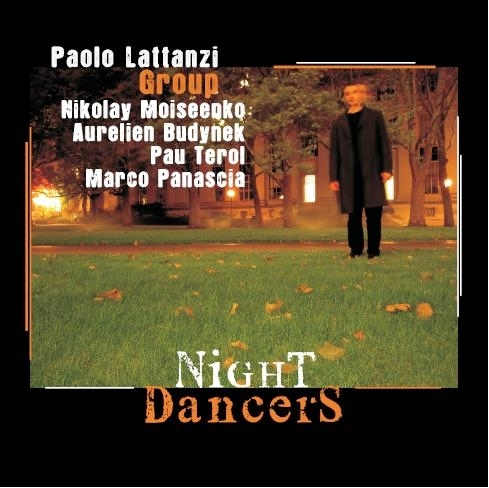 Paolo Lattanzi
Group
Nikolay Moiseenko
Aurelien Budynek
Pau Terol
Marco Panascia
NiGHT
DancerS